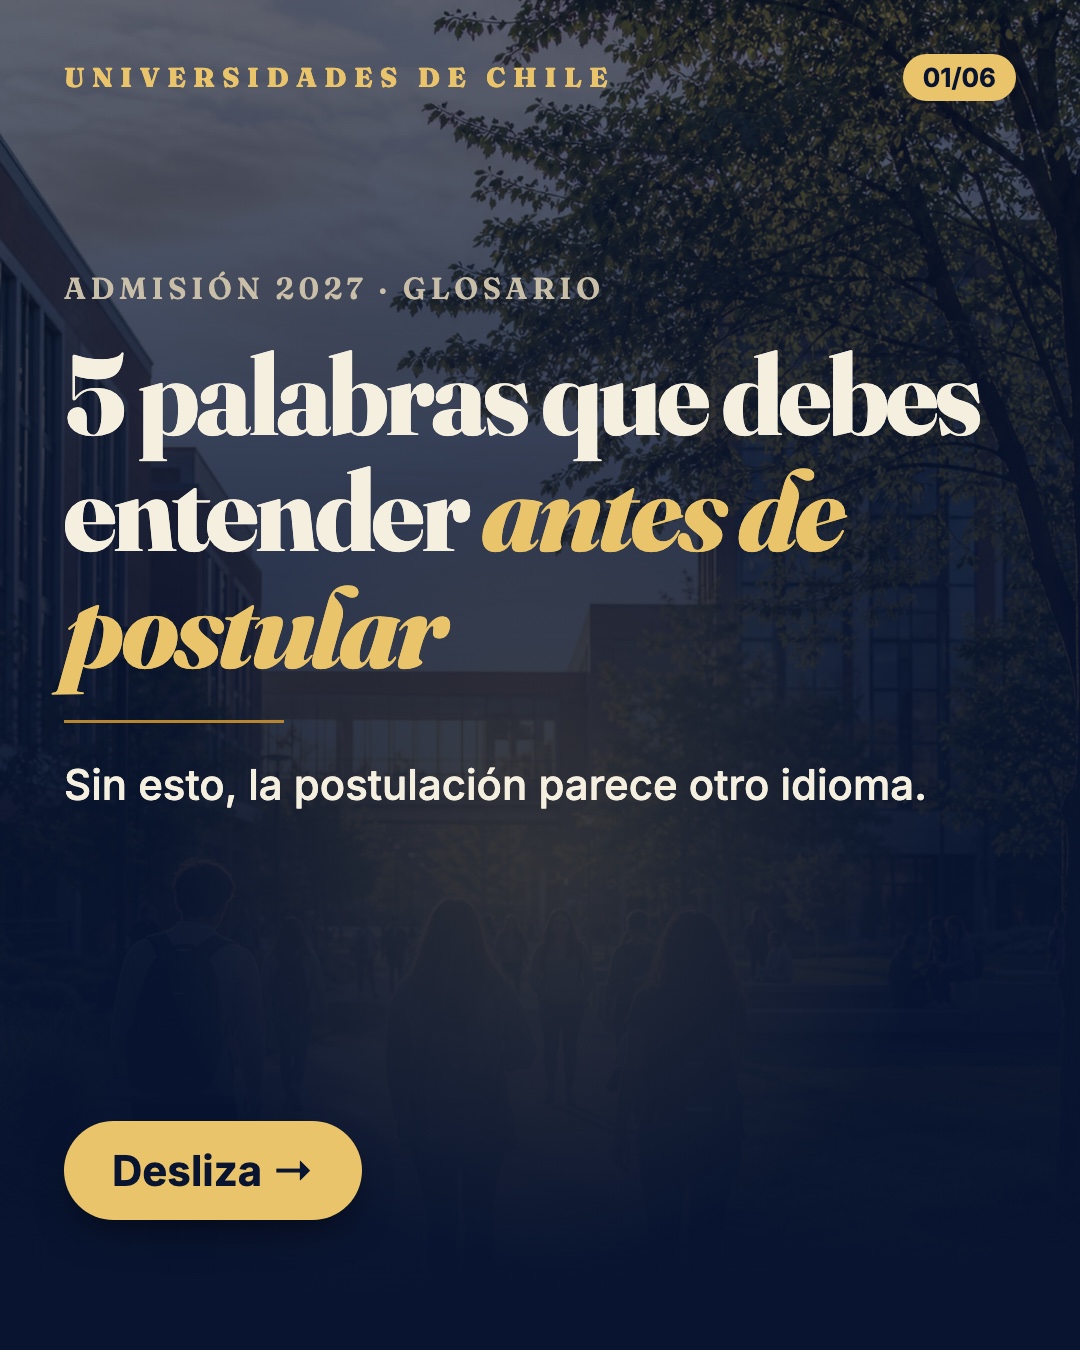 UNIVERSIDADES DE CHILE
01/06
ADMISIÓN 2027 · GLOSARIO
5 palabras que debes
entender antes de
postular
Sin esto, la postulación parece otro idioma.
Desliza →